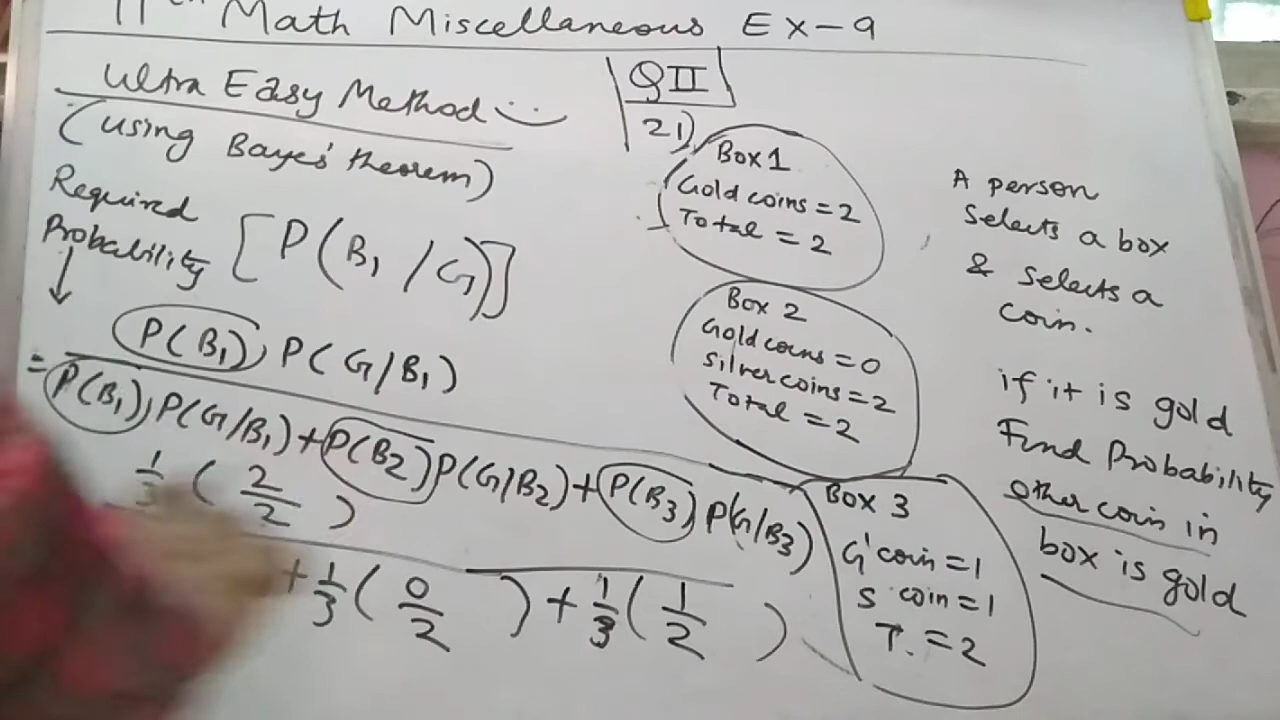 11th Math Miscellaneous Ex-9
Ultra Easy Method
(using Bayes' theorem)
Required
Probability [P(B₁/G)]
= P(B₁), P(G/B₁)
P(B₁), P(G/B₁) + P(B₂) P(G/B₂) + P(B₃) P(G/B₃)
1/3 (2/2)
+ 1/3 (0/2) + 1/3 (1/2)
Q II
21)
Box 1
Gold coins = 2
Total = 2
Box 2
Gold coins = 0
Silver coins = 2
Total = 2
Box 3
G coin = 1
S coin = 1
T. = 2
A person
Selects a box
& selects a
coin.
if it is gold
Find Probability
other coin in
box is gold